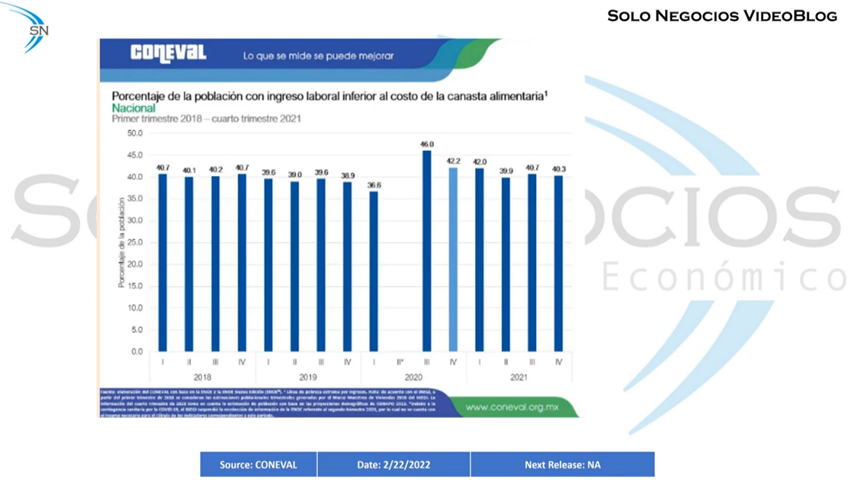 SOLO NEGOCIOS VIDEOBLOG
SN
CONEVAL
Lo que se mide se puede mejorar
Porcentaje de la población con ingreso laboral inferior al costo de la canasta alimentaria¹
Nacional
Primer trimestre 2018 – cuarto trimestre 2021
Porcentaje de la población
50.0
45.0
40.0
35.0
30.0
25.0
20.0
15.0
10.0
5.0
0.0
40.7 40.1 40.2 40.7 39.6 39.0 39.6 38.9 36.6 46.0 42.2 42.0 39.9 40.7 40.3
I II III IV I II III IV I II* III IV I II III IV
2018 2019 2020 2021
Económico
www.coneval.org.mx
Source: CONEVAL Date: 2/22/2022 Next Release: NA